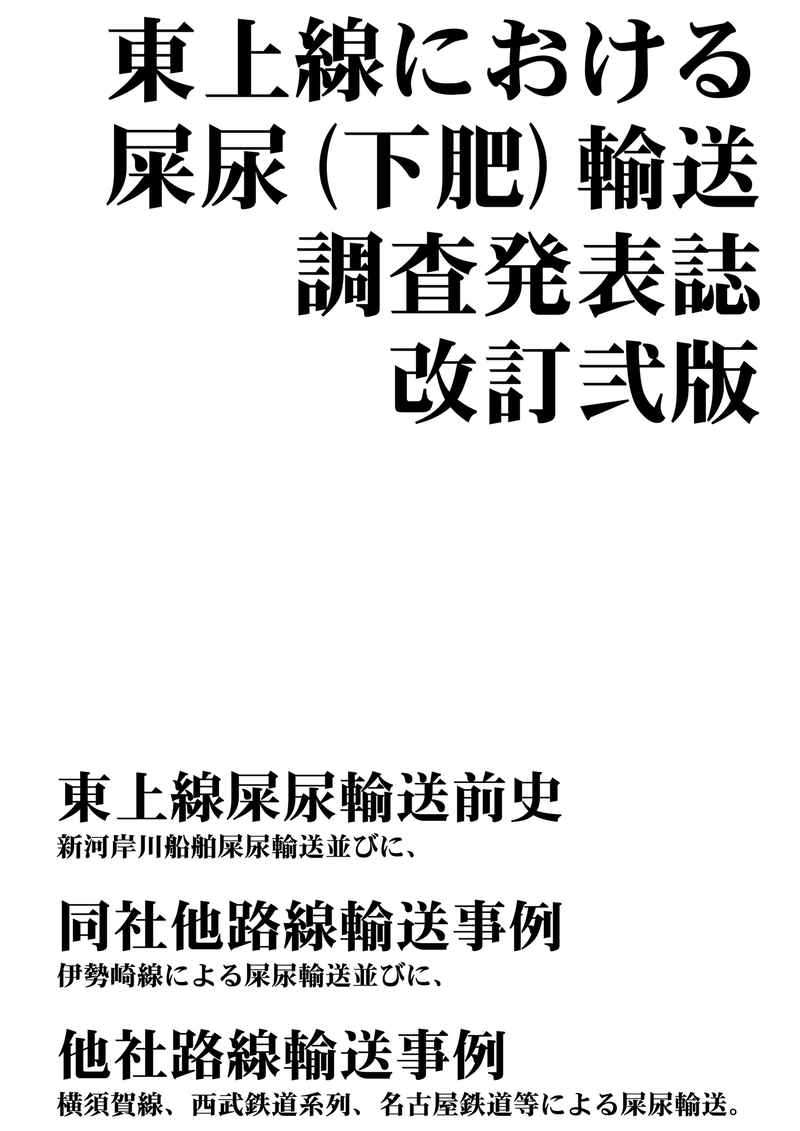 東上線における
屎尿(下肥)輸送
調査発表誌
改訂弐版
東上線屎尿輸送前史
新河岸川船舶屎尿輸送並びに、
同社他路線輸送事例
伊勢崎線による屎尿輸送並びに、
他社路線輸送事例
横須賀線、西武鉄道系列、名古屋鉄道等による屎尿輸送。